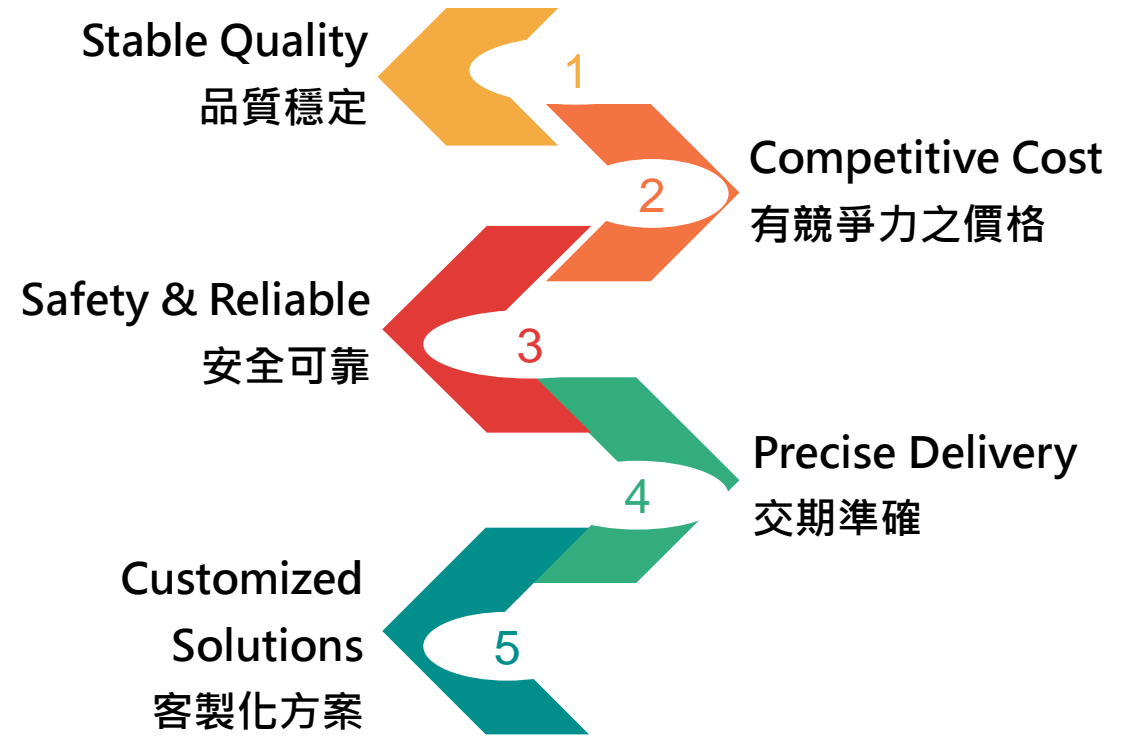 Stable Quality
品質穩定
1
Competitive Cost
有競爭力之價格
2
Safety & Reliable
安全可靠
3
Precise Delivery
交期準確
4
Customized
Solutions
客製化方案
5